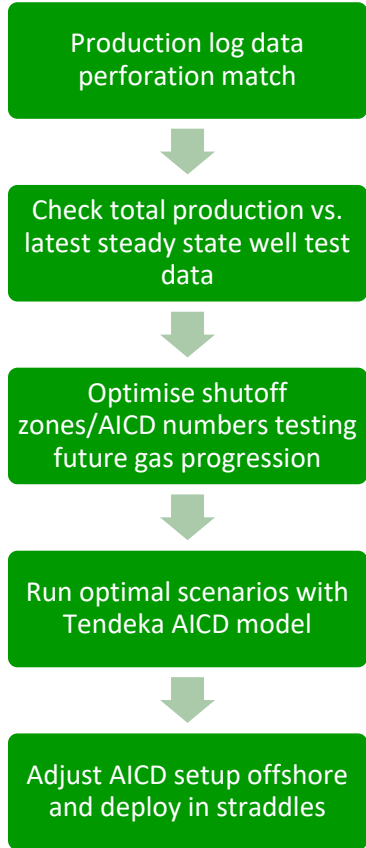 Production log data
perforation match
Check total production vs.
latest steady state well test
data
Optimise shutoff
zones/AICD numbers testing
future gas progression
Run optimal scenarios with
Tendeka AICD model
Adjust AICD setup offshore
and deploy in straddles